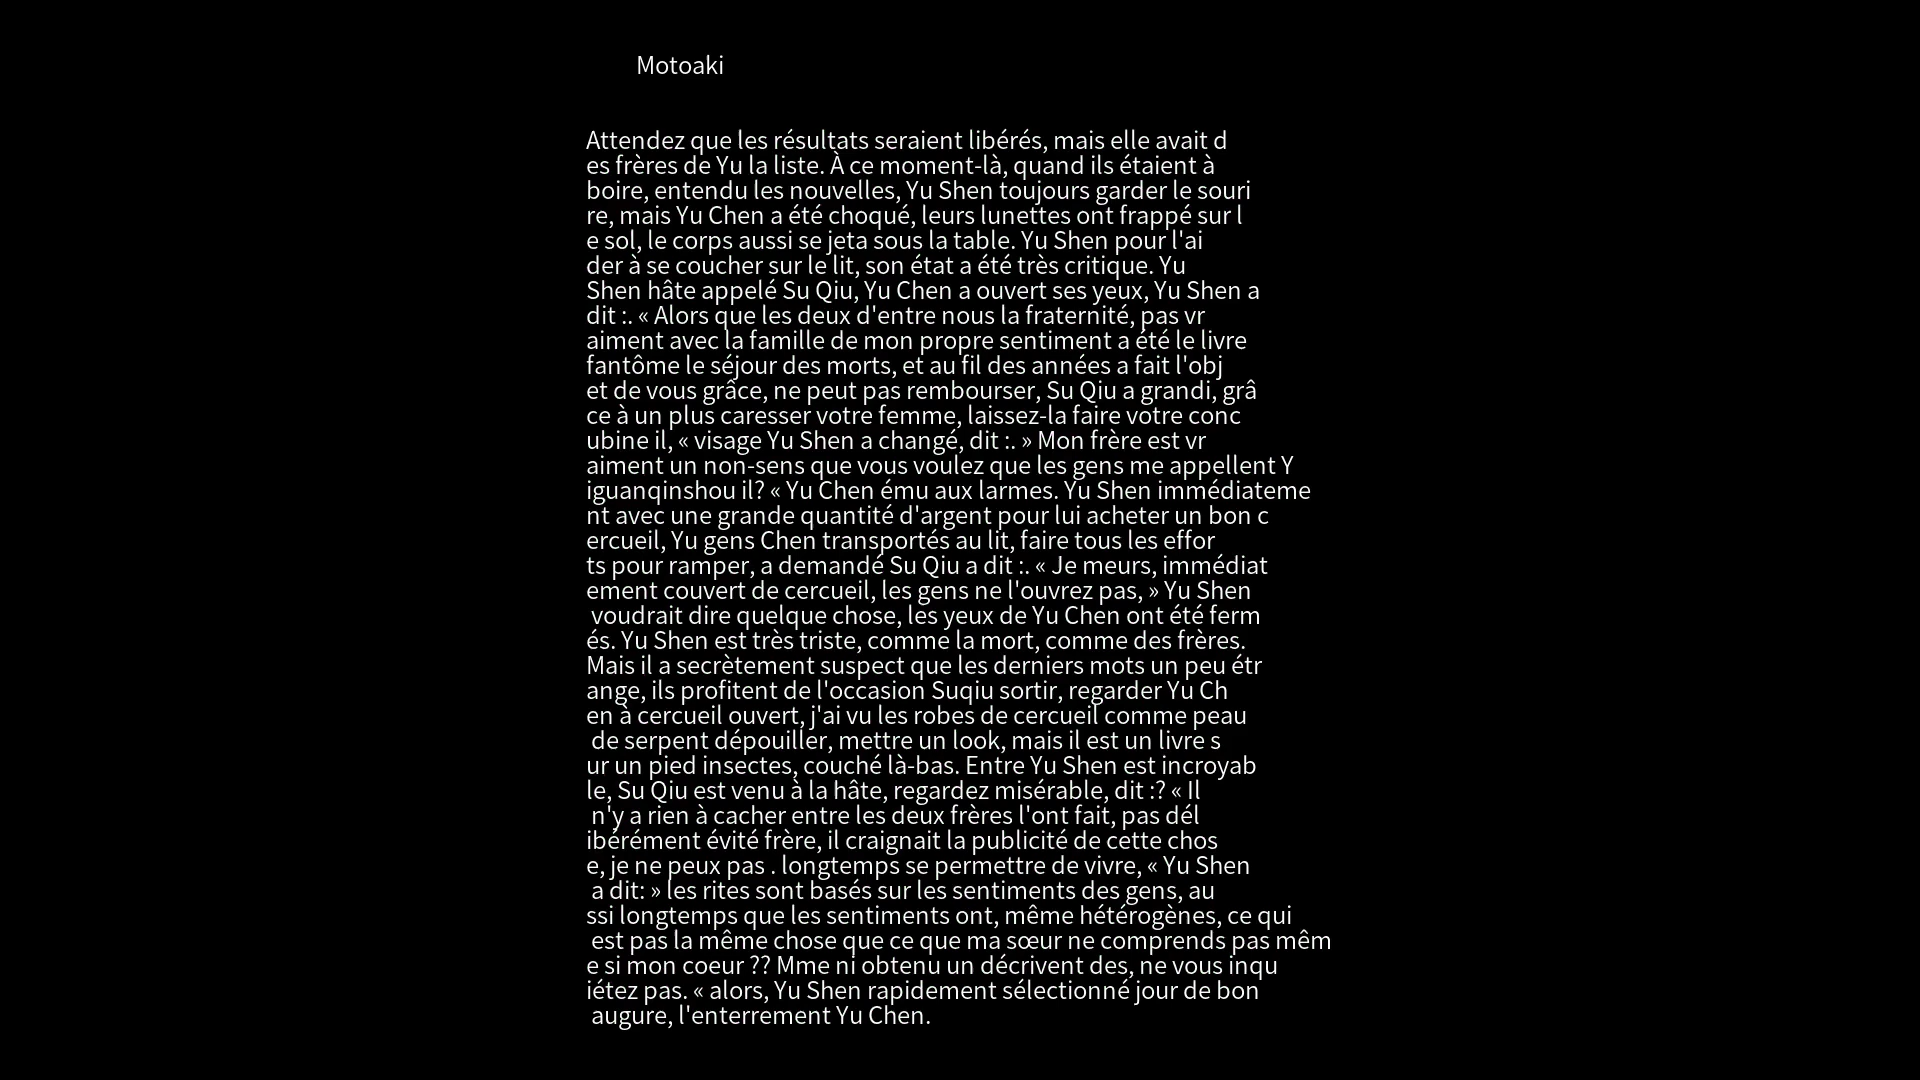 Motoaki
Attendez que les résultats seraient libérés, mais elle avait d
es frères de Yu la liste. À ce moment-là, quand ils étaient à
boire, entendu les nouvelles, Yu Shen toujours garder le souri
re, mais Yu Chen a été choqué, leurs lunettes ont frappé sur l
e sol, le corps aussi se jeta sous la table. Yu Shen pour l'ai
der à se coucher sur le lit, son état a été très critique. Yu
Shen hâte appelé Su Qiu, Yu Chen a ouvert ses yeux, Yu Shen a
dit :. « Alors que les deux d'entre nous la fraternité, pas vr
aiment avec la famille de mon propre sentiment a été le livre
fantôme le séjour des morts, et au fil des années a fait l'obj
et de vous grâce, ne peut pas rembourser, Su Qiu a grandi, grâ
ce à un plus caresser votre femme, laissez-la faire votre conc
ubine il, « visage Yu Shen a changé, dit :. » Mon frère est vr
aiment un non-sens que vous voulez que les gens me appellent Y
iguanqinshou il? « Yu Chen ému aux larmes. Yu Shen immédiateme
nt avec une grande quantité d'argent pour lui acheter un bon c
ercueil, Yu gens Chen transportés au lit, faire tous les effor
ts pour ramper, a demandé Su Qiu a dit :. « Je meurs, immédiat
ement couvert de cercueil, les gens ne l'ouvrez pas, » Yu Shen
voudrait dire quelque chose, les yeux de Yu Chen ont été ferm
és. Yu Shen est très triste, comme la mort, comme des frères.
Mais il a secrètement suspect que les derniers mots un peu étr
ange, ils profitent de l'occasion Suqiu sortir, regarder Yu Ch
en à cercueil ouvert, j'ai vu les robes de cercueil comme peau
de serpent dépouiller, mettre un look, mais il est un livre s
ur un pied insectes, couché là-bas. Entre Yu Shen est incroyab
le, Su Qiu est venu à la hâte, regardez misérable, dit :? « Il
n'y a rien à cacher entre les deux frères l'ont fait, pas dél
ibérément évité frère, il craignait la publicité de cette chos
e, je ne peux pas . longtemps se permettre de vivre, « Yu Shen
a dit: » les rites sont basés sur les sentiments des gens, au
ssi longtemps que les sentiments ont, même hétérogènes, ce qui
est pas la même chose que ce que ma sœur ne comprends pas mêm
e si mon coeur ?? Mme ni obtenu un décrivent des, ne vous inqu
iétez pas. « alors, Yu Shen rapidement sélectionné jour de bon
augure, l'enterrement Yu Chen.